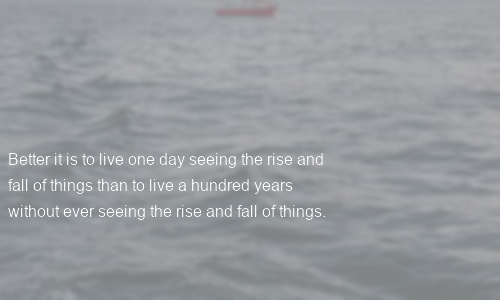 Better it is to live one day seeing the rise and
fall of things than to live a hundred years
without ever seeing the rise and fall of things.